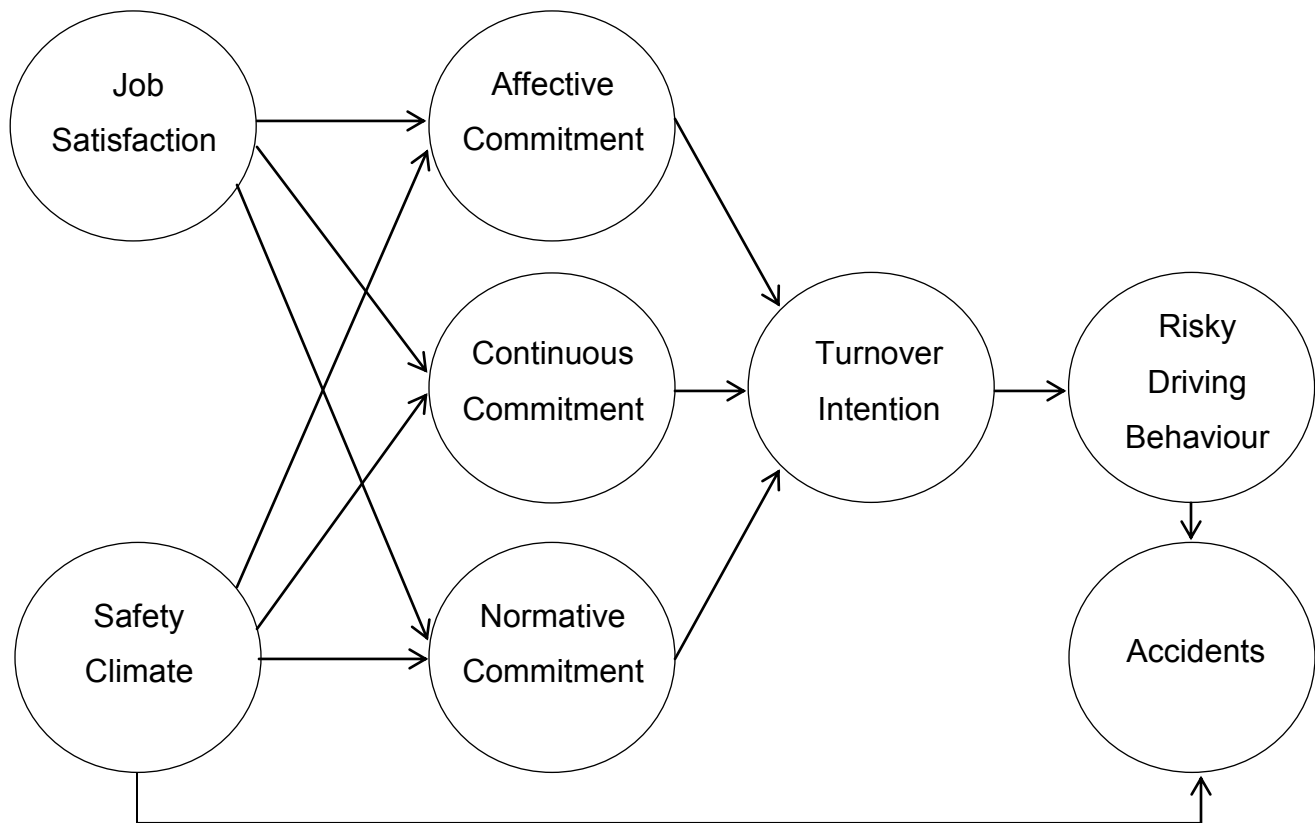 Job
Satisfaction
Affective
Commitment
Continuous
Commitment
Turnover
Intention
Risky
Driving
Behaviour
Safety
Climate
Normative
Commitment
Accidents